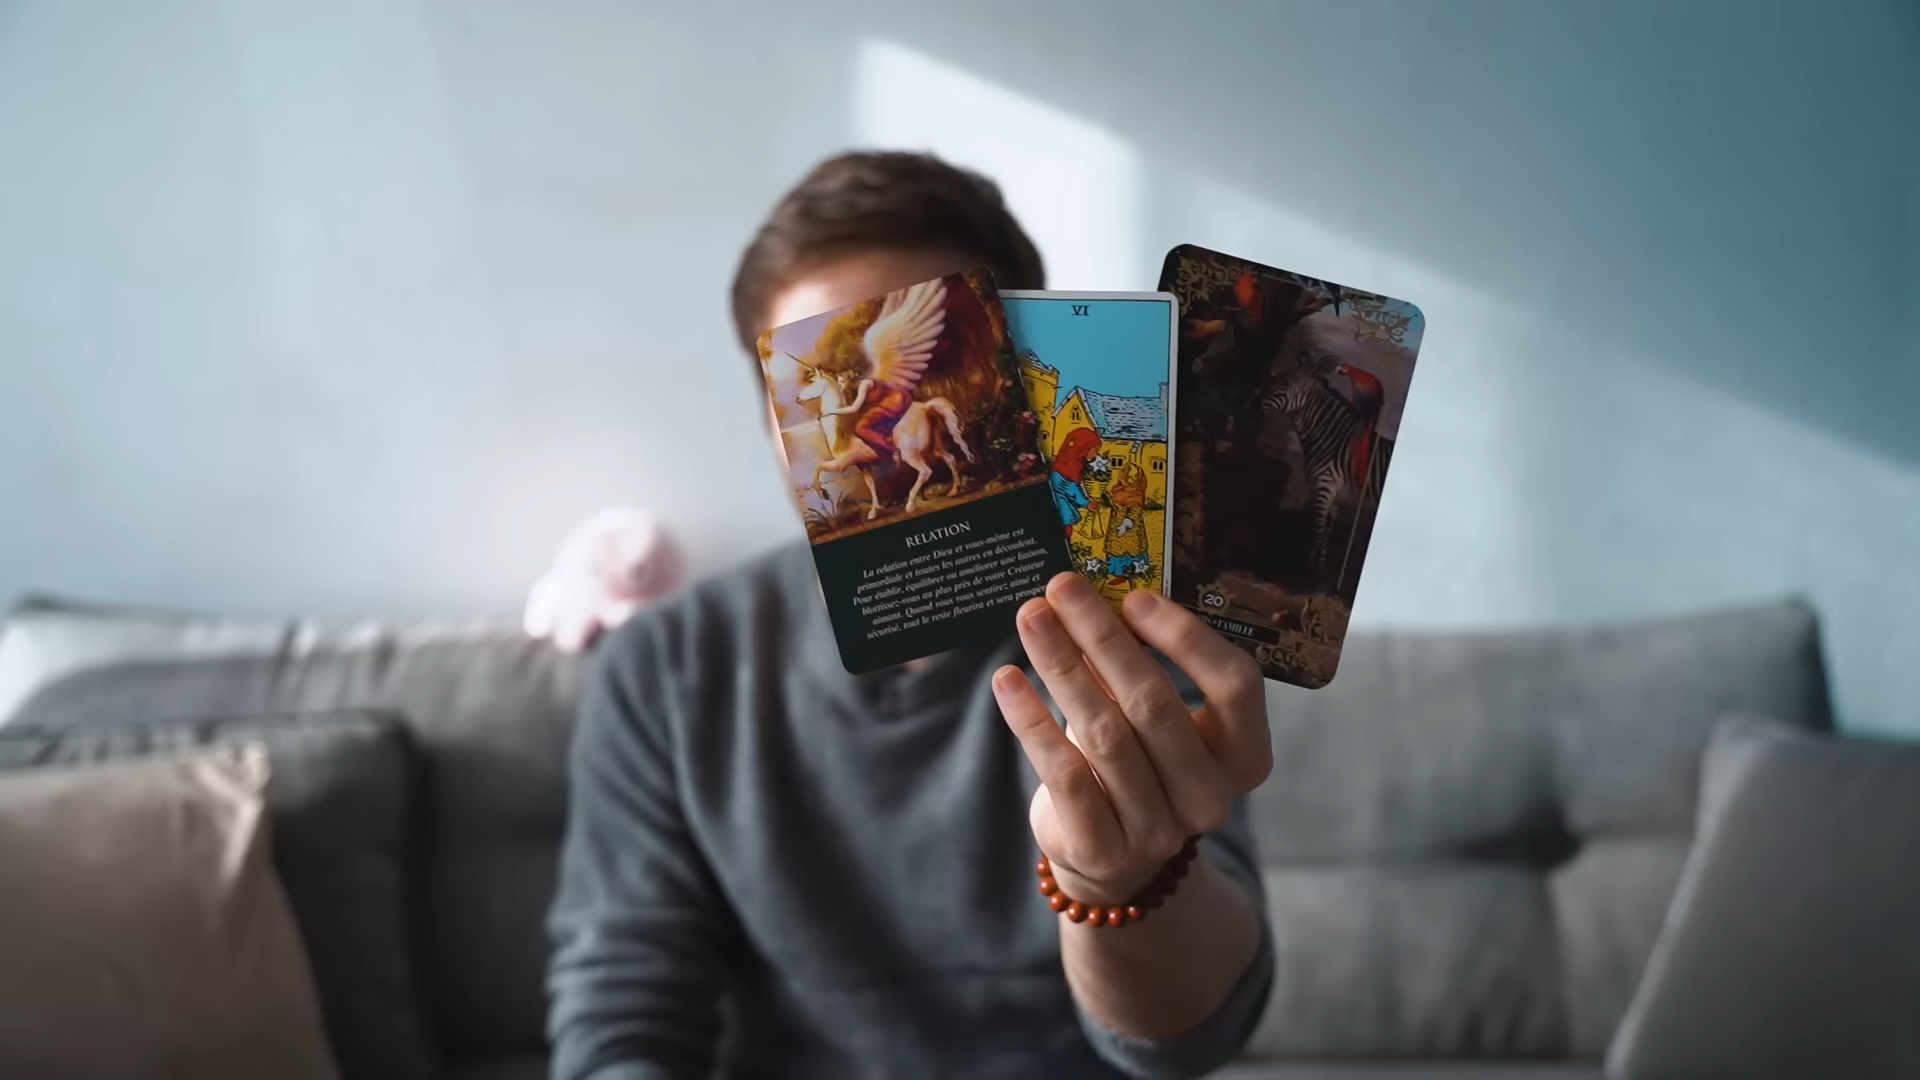 RELATION
La relation entre Dieu et vous-même est
primordiale et toutes les autres en découlent.
Pour établir, équilibrer ou améliorer une liaison,
blottissez-vous au plus près de votre Créateur
aimant. Quand vous vous sentirez aimé et
sécurisé, tout le reste fleurira et sera prospère
VI
20
FAMILLE